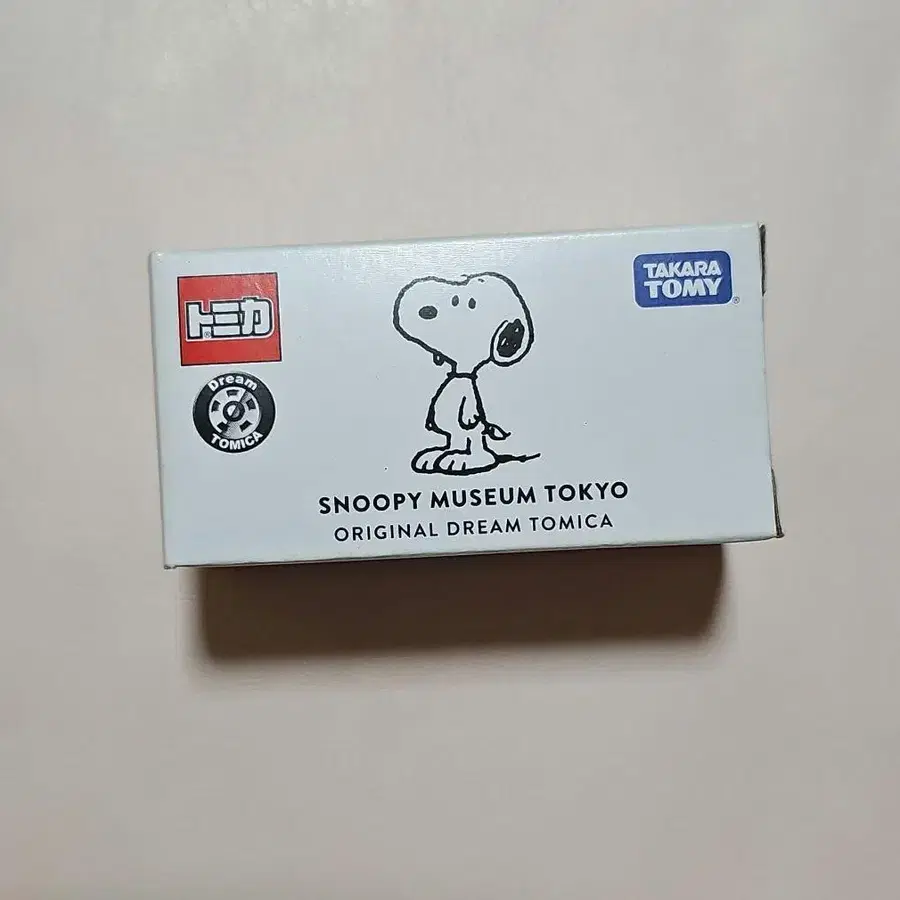 トミカ
®
Dream
TOMICA
TAKARA
TOMY®
SNOOPY MUSEUM TOKYO
ORIGINAL DREAM TOMICA